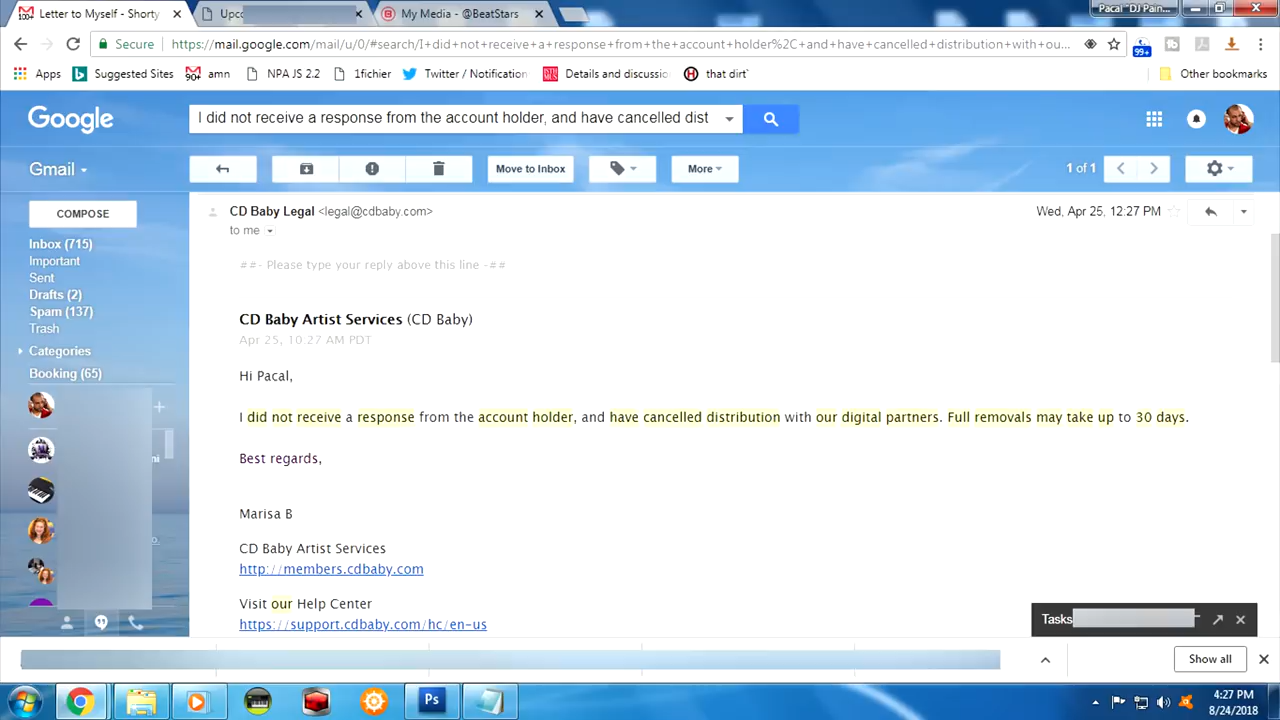 Letter to Myself - Shorty
Upco
My Media - @BeatStars
Pacal "DJ Pain...
Secure
https://mail.google.com/mail/u/0/#search/I+did+not+receive+a+response+from+the+account+holder%2C+and+have+cancelled+distribution+with+ou...
99+
Apps
Suggested Sites
90+
amn
NPA JS 2.2
1fichier
Twitter / Notification
Details and discussio
that dirt`
Other bookmarks
Google
I did not receive a response from the account holder, and have cancelled dist
Gmail
Move to Inbox
More
1 of 1
COMPOSE
Inbox (715)
Important
Sent
Drafts (2)
Spam (137)
Trash
Categories
Booking (65)
CD Baby Legal <legal@cdbaby.com>
Wed, Apr 25, 12:27 PM
to me
##- Please type your reply above this line -##
CD Baby Artist Services (CD Baby)
Apr 25, 10:27 AM PDT
Hi Pacal,
I did not receive a response from the account holder, and have cancelled distribution with our digital partners. Full removals may take up to 30 days.
Best regards,
Marisa B
CD Baby Artist Services
http://members.cdbaby.com
Visit our Help Center
https://support.cdbaby.com/hc/en-us
Tasks
Show all
Ps
4:27 PM
8/24/2018